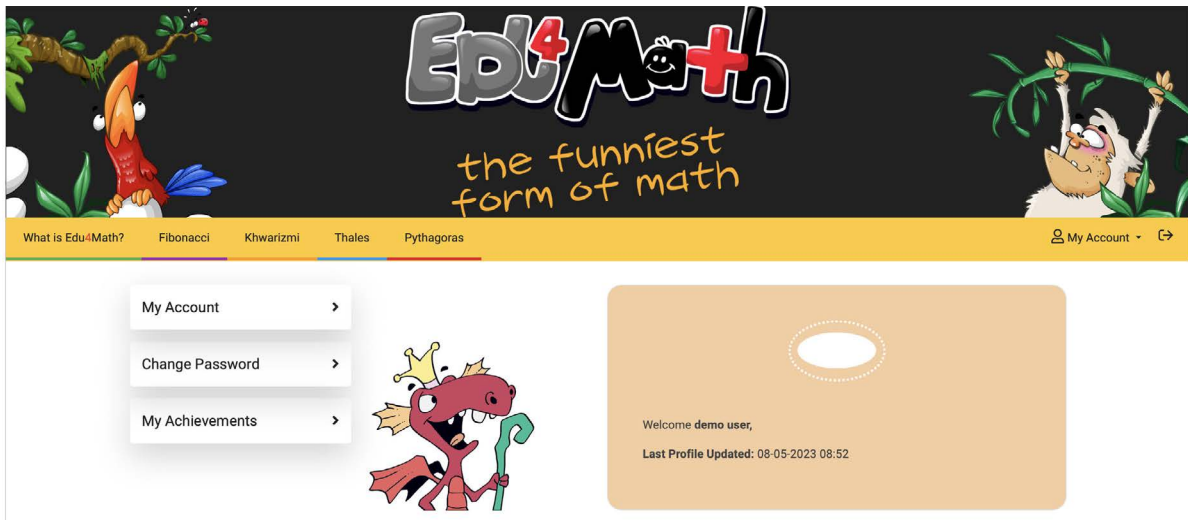 EDU4Math
the funniest
form of math
What is Edu4Math? Fibonacci Khwarizmi Thales Pythagoras My Account
My Account
Change Password
My Achievements
Welcome demo user,
Last Profile Updated: 08-05-2023 08:52